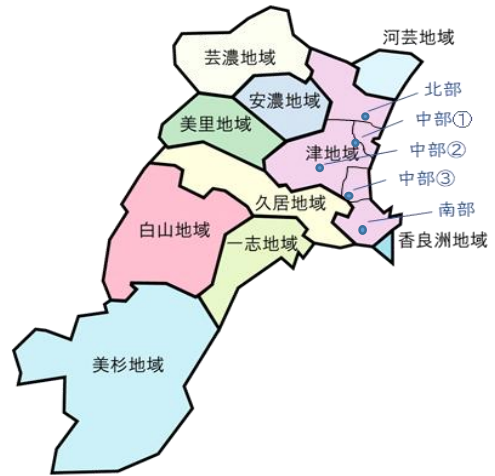 河芸地域
芸濃地域
北部
安濃地域
中部①
美里地域
津地域
中部②
中部③
久居地域
南部
白山地域
一志地域
香良洲地域
美杉地域